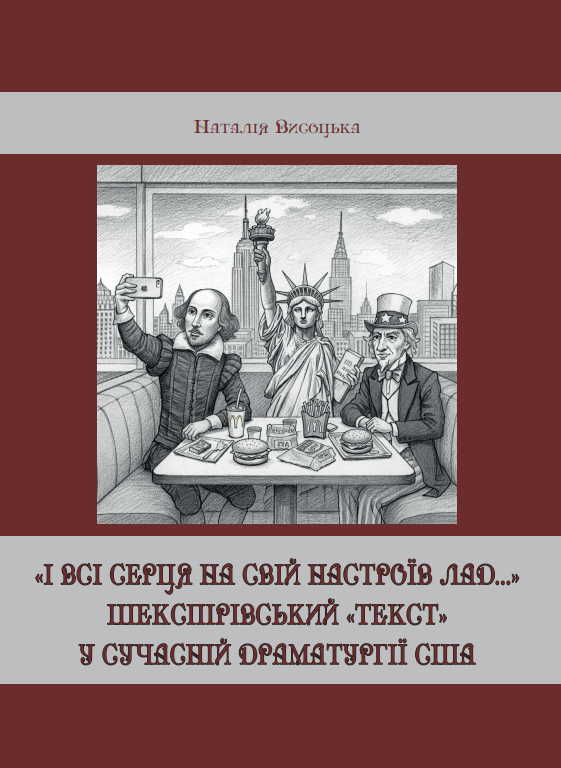 Наталія Висоцька
«І ВСІ СЕРЦЯ НА СВІЙ НАСТРОЇВ ЛАД...»
ШЕКСПІРІВСЬКИЙ «ТЕКСТ»
У СУЧАСНІЙ ДРАМАТУРГІЇ США